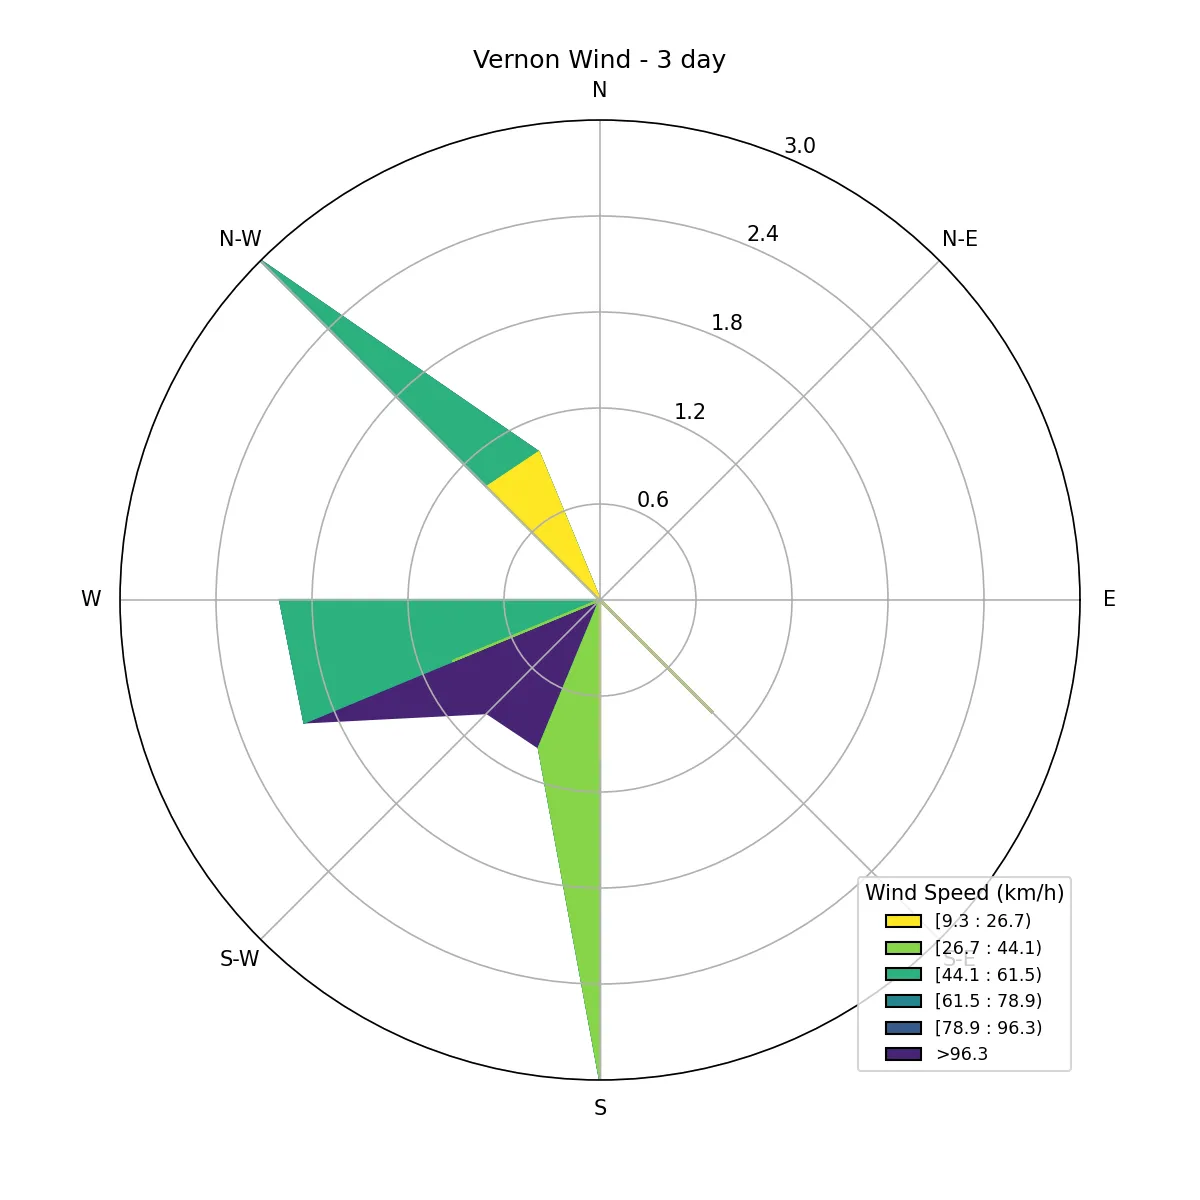 Vernon Wind - 3 day
N
3.0
N-W
2.4
N-E
1.8
1.2
0.6
W
E
Wind Speed (km/h)
[9.3 : 26.7)
[26.7 : 44.1)
S-W
S-E
[44.1 : 61.5)
[61.5 : 78.9)
[78.9 : 96.3)
>96.3
S